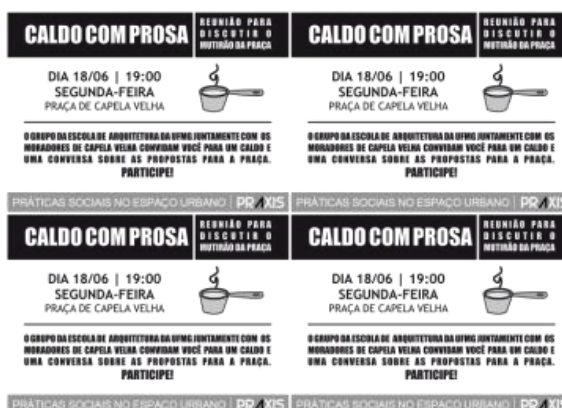 CALDO COM PROSA
REUNIÃO PARA
DISCUTIR O
MUTIRÃO DA PRAÇA
DIA 18/06 | 19:00
SEGUNDA-FEIRA
PRAÇA DE CAPELA VELHA
O GRUPO DA ESCOLA DE ARQUITETURA DA UFMG JUNTAMENTE COM OS
MORADORES DE CAPELA VELHA CONVIDAM VOCÊ PARA UM CALDO E
UMA CONVERSA SOBRE AS PROPOSTAS PARA A PRAÇA.
PARTICIPE!
PRÁTICAS SOCIAIS NO ESPAÇO URBANO | PRAXIS
CALDO COM PROSA
REUNIÃO PARA
DISCUTIR O
MUTIRÃO DA PRAÇA
DIA 18/06 | 19:00
SEGUNDA-FEIRA
PRAÇA DE CAPELA VELHA
O GRUPO DA ESCOLA DE ARQUITETURA DA UFMG JUNTAMENTE COM OS
MORADORES DE CAPELA VELHA CONVIDAM VOCÊ PARA UM CALDO E
UMA CONVERSA SOBRE AS PROPOSTAS PARA A PRAÇA.
PARTICIPE!
PRÁTICAS SOCIAIS NO ESPAÇO URBANO | PRAXIS
CALDO COM PROSA
REUNIÃO PARA
DISCUTIR O
MUTIRÃO DA PRAÇA
DIA 18/06 | 19:00
SEGUNDA-FEIRA
PRAÇA DE CAPELA VELHA
O GRUPO DA ESCOLA DE ARQUITETURA DA UFMG JUNTAMENTE COM OS
MORADORES DE CAPELA VELHA CONVIDAM VOCÊ PARA UM CALDO E
UMA CONVERSA SOBRE AS PROPOSTAS PARA A PRAÇA.
PARTICIPE!
PRÁTICAS SOCIAIS NO ESPAÇO URBANO | PRAXIS
CALDO COM PROSA
REUNIÃO PARA
DISCUTIR O
MUTIRÃO DA PRAÇA
DIA 18/06 | 19:00
SEGUNDA-FEIRA
PRAÇA DE CAPELA VELHA
O GRUPO DA ESCOLA DE ARQUITETURA DA UFMG JUNTAMENTE COM OS
MORADORES DE CAPELA VELHA CONVIDAM VOCÊ PARA UM CALDO E
UMA CONVERSA SOBRE AS PROPOSTAS PARA A PRAÇA.
PARTICIPE!
PRÁTICAS SOCIAIS NO ESPAÇO URBANO | PRAXIS